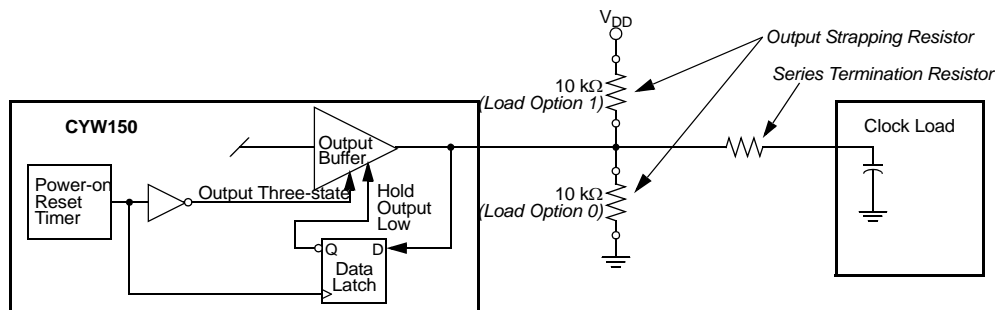 V_DD
Output Strapping Resistor
Series Termination Resistor
10 kΩ
(Load Option 1)
CYW150
Clock Load
Output
Buffer
Power-on
Reset
Timer
Output Three-state
Hold
Output
Low
10 kΩ
(Load Option 0)
Q
D
Data
Latch